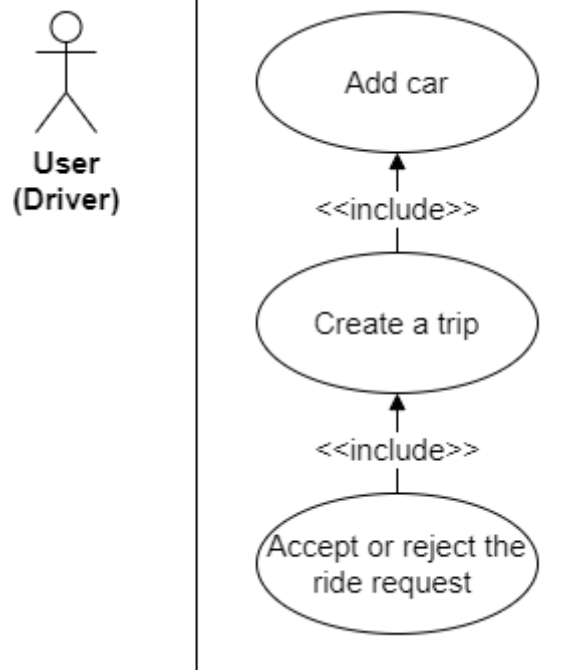 User
(Driver)
Add car
<<include>>
Create a trip
<<include>>
Accept or reject the
ride request